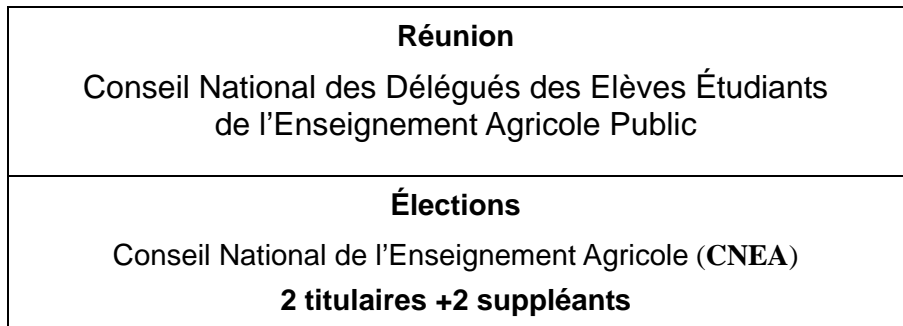 Réunion
Conseil National des Délégués des Elèves Étudiants
de l’Enseignement Agricole Public
Élections
Conseil National de l’Enseignement Agricole (CNEA)
2 titulaires +2 suppléants